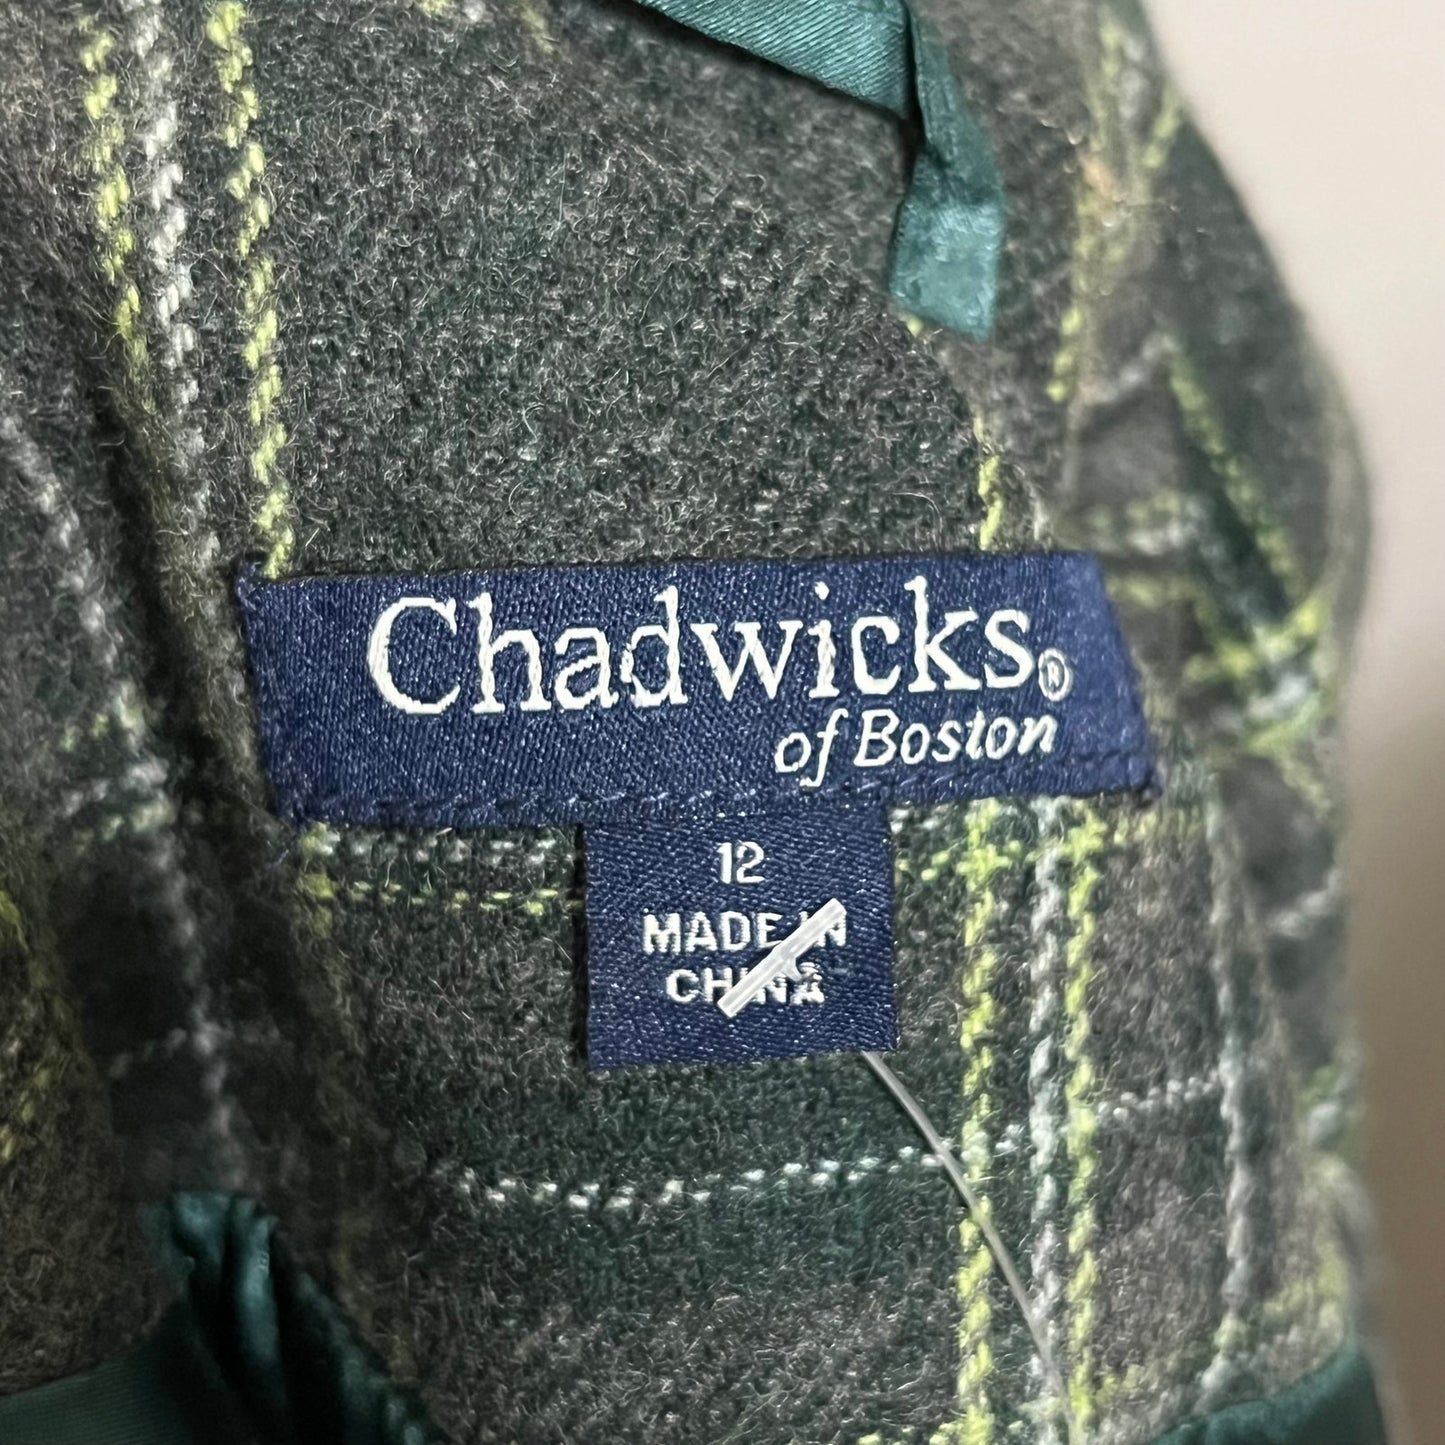 Chadwicks®
of Boston
12
MADE IN
CHINA